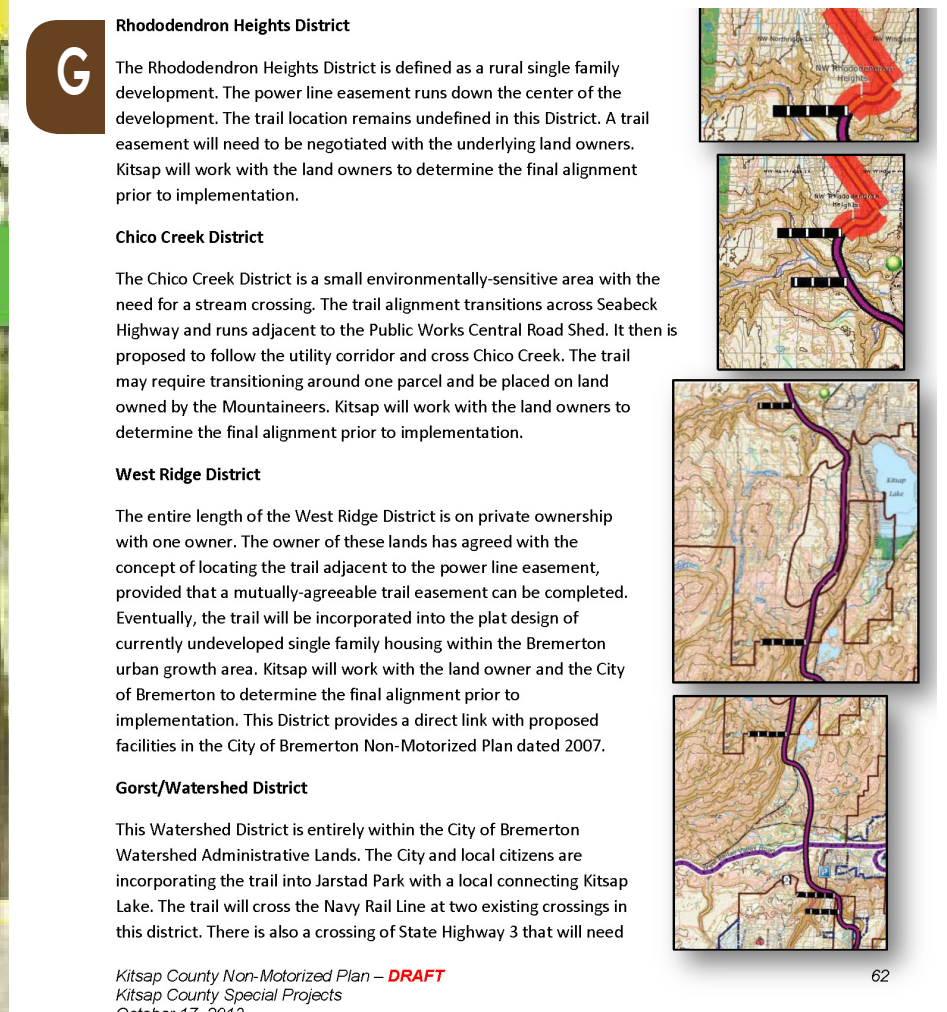 G
Rhododendron Heights District
The Rhododendron Heights District is defined as a rural single family
development. The power line easement runs down the center of the
development. The trail location remains undefined in this District. A trail
easement will need to be negotiated with the underlying land owners.
Kitsap will work with the land owners to determine the final alignment
prior to implementation.
Chico Creek District
The Chico Creek District is a small environmentally-sensitive area with the
need for a stream crossing. The trail alignment transitions across Seabeck
Highway and runs adjacent to the Public Works Central Road Shed. It then is
proposed to follow the utility corridor and cross Chico Creek. The trail
may require transitioning around one parcel and be placed on land
owned by the Mountaineers. Kitsap will work with the land owners to
determine the final alignment prior to implementation.
West Ridge District
The entire length of the West Ridge District is on private ownership
with one owner. The owner of these lands has agreed with the
concept of locating the trail adjacent to the power line easement,
provided that a mutually-agreeable trail easement can be completed.
Eventually, the trail will be incorporated into the plat design of
currently undeveloped single family housing within the Bremerton
urban growth area. Kitsap will work with the land owner and the City
of Bremerton to determine the final alignment prior to
implementation. This District provides a direct link with proposed
facilities in the City of Bremerton Non-Motorized Plan dated 2007.
Gorst/Watershed District
This Watershed District is entirely within the City of Bremerton
Watershed Administrative Lands. The City and local citizens are
incorporating the trail into Jarstad Park with a local connecting Kitsap
Lake. The trail will cross the Navy Rail Line at two existing crossings in
this district. There is also a crossing of State Highway 3 that will need
NW Northridge Ln
NW Rhododendron
Heights
NW Rhododendron
Heights
Kitsap
Lake
Kitsap County Non-Motorized Plan – DRAFT
62
Kitsap County Special Projects
October 17, 2013